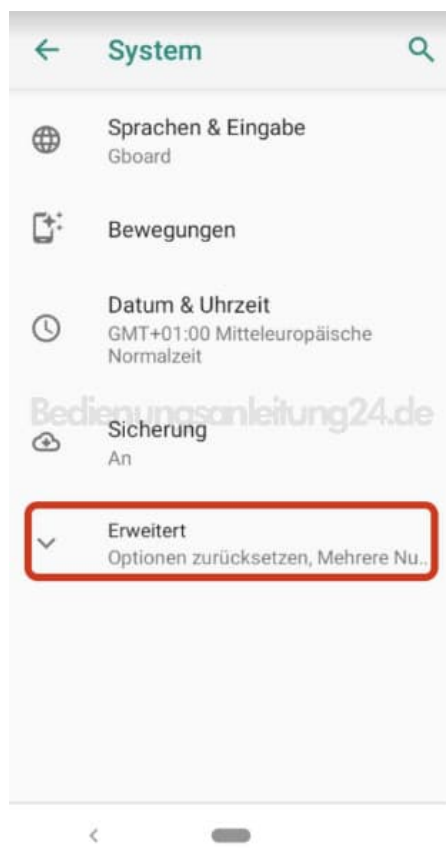 System
Sprachen & Eingabe
Gboard
Bewegungen
Datum & Uhrzeit
GMT+01:00 Mitteleuropäische
Normalzeit
Bedienungsanleitung24.de
Sicherung
An
Erweitert
Optionen zurücksetzen, Mehrere Nu..